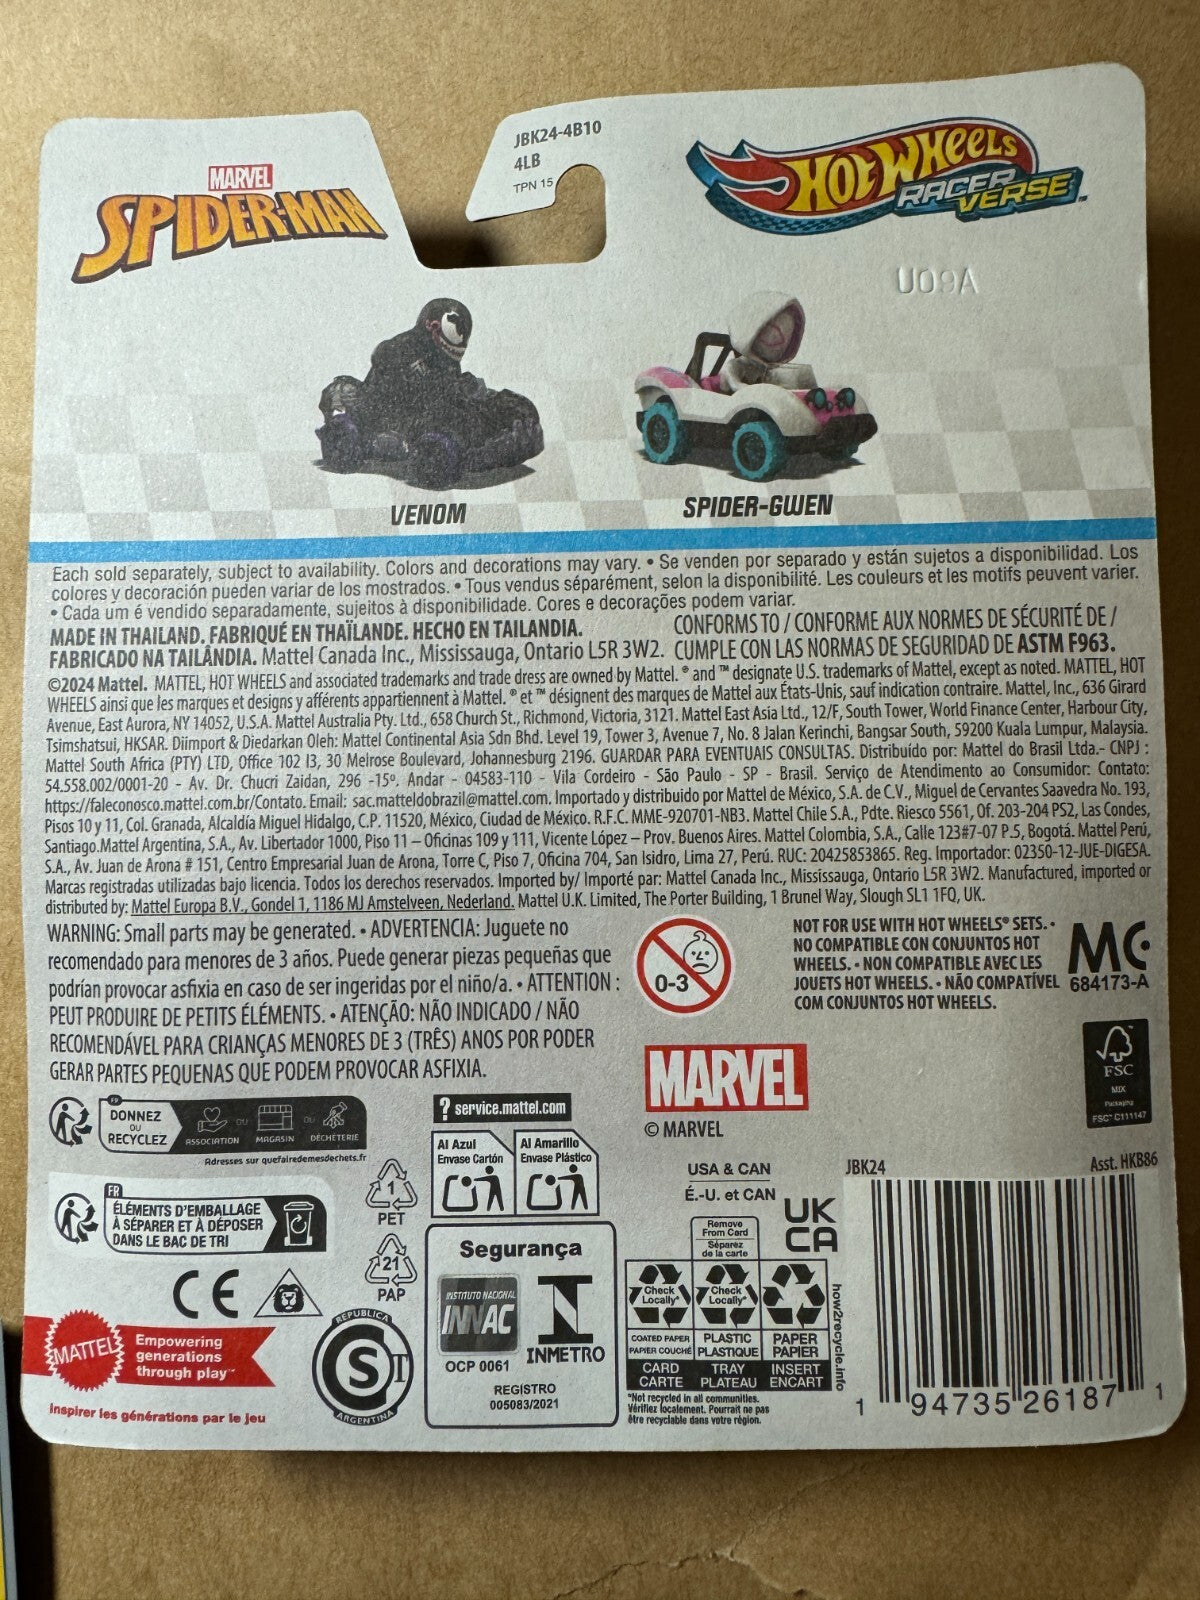 JBK24-4B10
4LB
TPN 15
MARVEL
SPIDER-MAN
HOT WHEELS
RACER
VERSE™
VENOM
SPIDER-GWEN
Each sold separately, subject to availability. Colors and decorations may vary. • Se venden por separado y están sujetos a disponibilidad. Los
colores y decoración pueden variar de los mostrados. • Tous vendus séparément, selon la disponibilité. Les couleurs et les motifs peuvent varier.
• Cada um é vendido separadamente, sujeitos à disponibilidade. Cores e decorações podem variar.
MADE IN THAILAND. FABRIQUÉ EN THAÏLANDE. HECHO EN TAILANDIA.
FABRICADO NA TAILÂNDIA. Mattel Canada Inc., Mississauga, Ontario L5R 3W2.
CONFORMS TO / CONFORME AUX NORMES DE SÉCURITÉ DE /
CUMPLE CON LAS NORMAS DE SEGURIDAD DE ASTM F963.
©2024 Mattel. MATTEL, HOT WHEELS and associated trademarks and trade dress are owned by Mattel. ® and ™ designate U.S. trademarks of Mattel, except as noted. MATTEL, HOT
WHEELS ainsi que les marques et designs y afférents appartiennent à Mattel. ® et ™ désignent des marques de Mattel aux États-Unis, sauf indication contraire. Mattel, Inc., 636 Girard
Avenue, East Aurora, NY 14052, U.S.A. Mattel Australia Pty. Ltd., 658 Church St., Richmond, Victoria, 3121. Mattel East Asia Ltd., 12/F, South Tower, World Finance Center, Harbour City,
Tsimshatsui, HKSAR. Diimport & Diedarkan Oleh: Mattel Continental Asia Sdn Bhd. Level 19, Tower 3, Avenue 7, No. 8 Jalan Kerinchi, Bangsar South, 59200 Kuala Lumpur, Malaysia.
Mattel South Africa (PTY) LTD, Office 102 I3, 30 Melrose Boulevard, Johannesburg 2196. GUARDAR PARA EVENTUAIS CONSULTAS. Distribuído por: Mattel do Brasil Ltda.- CNPJ :
54.558.002/0001-20 - Av. Dr. Chucri Zaidan, 296 -15º. Andar - 04583-110 - Vila Cordeiro - São Paulo - SP - Brasil. Serviço de Atendimento ao Consumidor: Contato:
https://faleconosco.mattel.com.br/Contato. Email: sac.matteldobrazil@mattel.com. Importado y distribuido por Mattel de México, S.A. de C.V., Miguel de Cervantes Saavedra No. 193,
Pisos 10 y 11, Col. Granada, Alcaldía Miguel Hidalgo, C.P. 11520, México, Ciudad de México. R.F.C. MME-920701-NB3. Mattel Chile S.A., Pdte. Riesco 5561, Of. 203-204 PS2, Las Condes,
Santiago.Mattel Argentina, S.A., Av. Libertador 1000, Piso 11 – Oficinas 109 y 111, Vicente López – Prov. Buenos Aires. Mattel Colombia, S.A., Calle 123#7-07 P.5, Bogotá. Mattel Perú,
S.A., Av. Juan de Arona # 151, Centro Empresarial Juan de Arona, Torre C, Piso 7, Oficina 704, San Isidro, Lima 27, Perú. RUC: 20425853865. Reg. Importador: 02350-12-JUE-DIGESA.
Marcas registradas utilizadas bajo licencia. Todos los derechos reservados. Imported by/ Importé par: Mattel Canada Inc., Mississauga, Ontario L5R 3W2. Manufactured, imported or
distributed by: Mattel Europa B.V., Gondel 1, 1186 MJ Amstelveen, Nederland. Mattel U.K. Limited, The Porter Building, 1 Brunel Way, Slough SL1 1FQ, UK.
WARNING: Small parts may be generated. • ADVERTENCIA: Juguete no
recomendado para menores de 3 años. Puede generar piezas pequeñas que
podrían provocar asfixia en caso de ser ingeridas por el niño/a. • ATTENTION :
PEUT PRODUIRE DE PETITS ÉLÉMENTS. • ATENÇÃO: NÃO INDICADO / NÃO
RECOMENDÁVEL PARA CRIANÇAS MENORES DE 3 (TRÊS) ANOS POR PODER
GERAR PARTES PEQUENAS QUE PODEM PROVOCAR ASFIXIA.
0-3
NOT FOR USE WITH HOT WHEELS® SETS. •
NO COMPATIBLE CON CONJUNTOS HOT
WHEELS. • NON COMPATIBLE AVEC LES
JOUETS HOT WHEELS. • NÃO COMPATÍVEL
COM CONJUNTOS HOT WHEELS.
MC
684173-A
MARVEL
© MARVEL
FSC
MIX
Packaging
FSC® C111147
FR
DONNEZ
OU
RECYCLEZ
ASSOCIATION
OU
MAGASIN
OU
DÉCHÈTERIE
Adresses sur quefairedemesdechets.fr
? service.mattel.com
Al Azul
Envase Cartón
Al Amarillo
Envase Plástico
FR
ÉLÉMENTS D'EMBALLAGE
À SÉPARER ET À DÉPOSER
DANS LE BAC DE TRI
1
PET
21
PAP
CE
MATTEL
Empowering
generations
through play™
Inspirer les générations par le jeu
REPUBLICA
S
T
ARGENTINA
Segurança
INSTITUTO NACIONAL
INNAC
OCP 0061
INMETRO
REGISTRO
005083/2021
USA & CAN
É.-U. et CAN
UK
CA
Remove
From Card
Séparez
de la carte
Check
Locally*
Check
Locally*
COATED PAPER
PAPIER COUCHÉ
PLASTIC
PLASTIQUE
PAPER
PAPIER
CARD
CARTE
TRAY
PLATEAU
INSERT
ENCART
how2recycle.info
*Not recycled in all communities.
Vérifiez localement. Pourrait ne pas
être recyclable dans votre région.
JBK24
Asst. HKB86
1 94735 26187 1